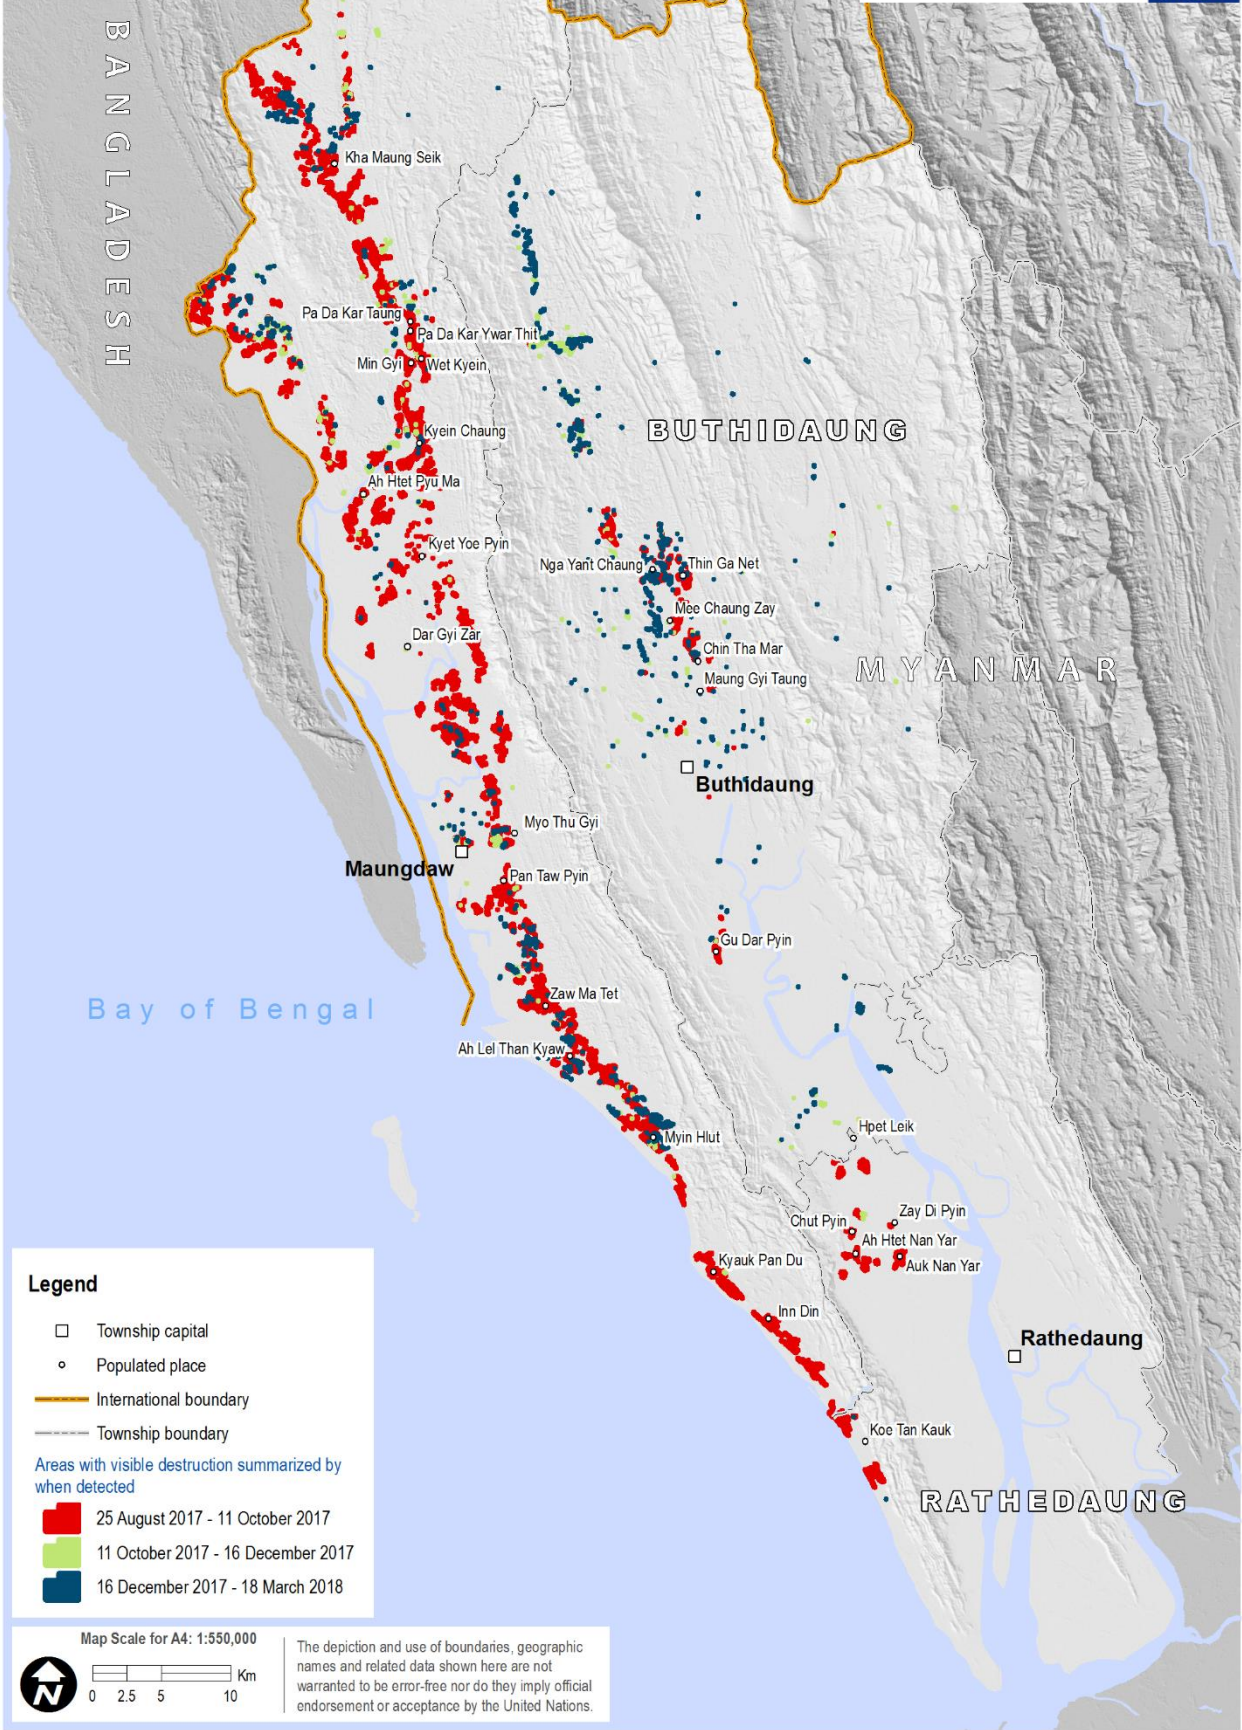 BANGLADESH
Kha Maung Seik
Pa Da Kar Taung
Pa Da Kar Ywar Thit
Min Gyi
Wet Kyein
BUTHIDAUNG
Kyein Chaung
Ah Htet Pyu Ma
Kyet Yoe Pyin
Nga Yant Chaung
Thin Ga Net
Mee Chaung Zay
Dar Gyi Zar
Chin Tha Mar
MYANMAR
Maung Gyi Taung
Buthidaung
Myo Thu Gyi
Maungdaw
Pan Taw Pyin
Gu Dar Pyin
Zaw Ma Tet
Bay of Bengal
Ah Lel Than Kyaw
Hpet Leik
Myin Hlut
Zay Di Pyin
Chut Pyin
Ah Htet Nan Yar
Kyauk Pan Du
Auk Nan Yar
Inn Din
Rathedaung
Koe Tan Kauk
RATHEDAUNG
Legend
Township capital
Populated place
International boundary
Township boundary
Areas with visible destruction summarized by
when detected
25 August 2017 - 11 October 2017
11 October 2017 - 16 December 2017
16 December 2017 - 18 March 2018
Map Scale for A4: 1:550,000
Km
0 2.5 5 10
N
The depiction and use of boundaries, geographic
names and related data shown here are not
warranted to be error-free nor do they imply official
endorsement or acceptance by the United Nations.